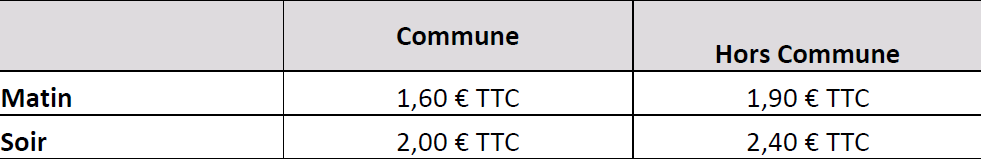 Commune Hors Commune
Matin 1,60 € TTC 1,90 € TTC
Soir 2,00 € TTC 2,40 € TTC